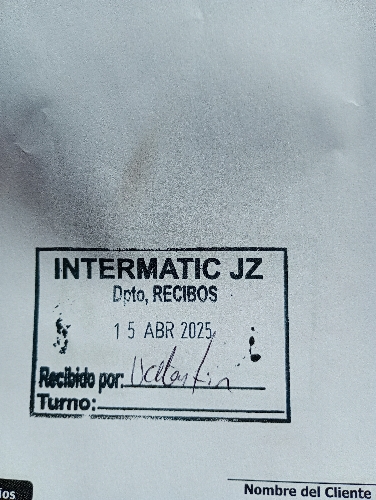 INTERMATIC JZ
Dpto, RECIBOS
15 ABR 2025
Recibido por:
Turno:
Nombre del Cliente